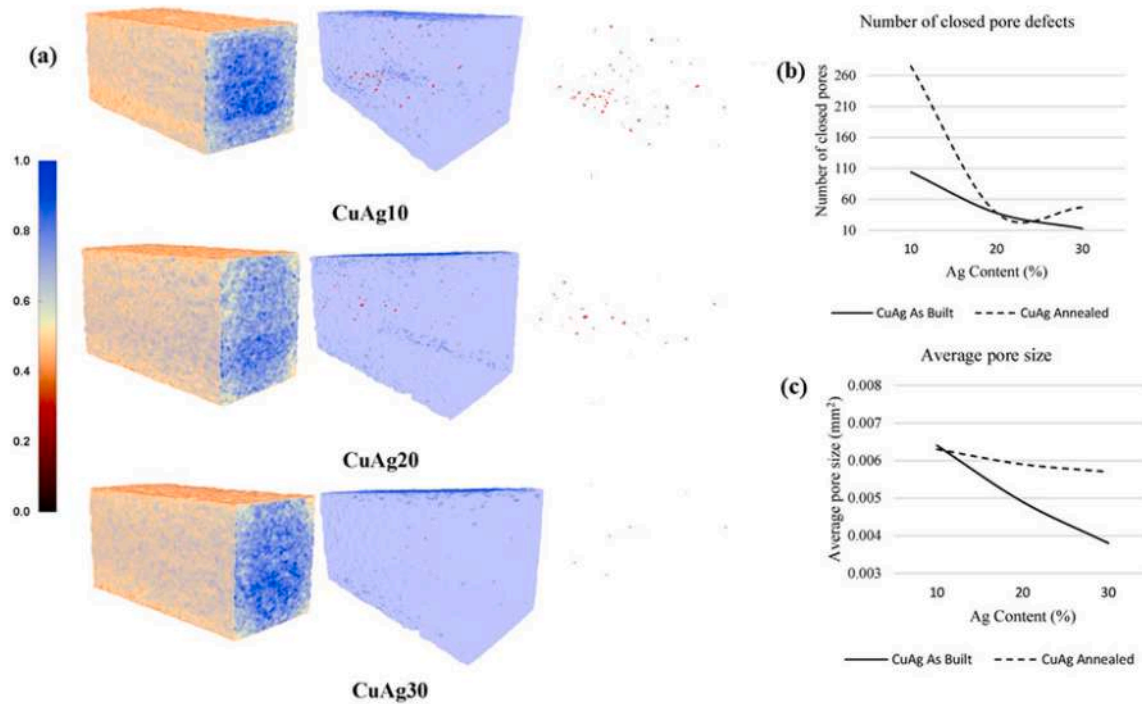 (a)
1.0
0.8
0.6
0.4
0.2
0.0
CuAg10
CuAg20
CuAg30
Number of closed pore defects
(b)
Number of closed pores
260
210
160
110
60
10
10 20 30
Ag Content (%)
CuAg As Built CuAg Annealed
Average pore size
(c)
Average pore size (mm²)
0.008
0.007
0.006
0.005
0.004
0.003
10 20 30
Ag Content (%)
CuAg As Built CuAg Annealed